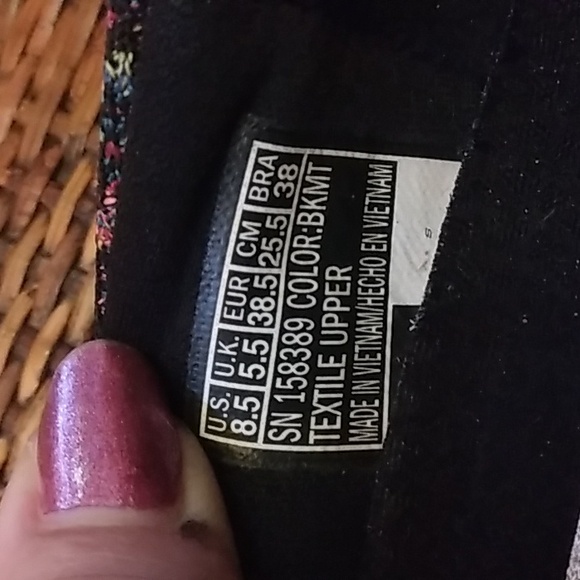 U.S. U.K. EUR CM BRA
8.5 5.5 38.5 25.5 38
SN 158389 COLOR:BKMT
TEXTILE UPPER
MADE IN VIETNAM/HECHO EN VIETNAM